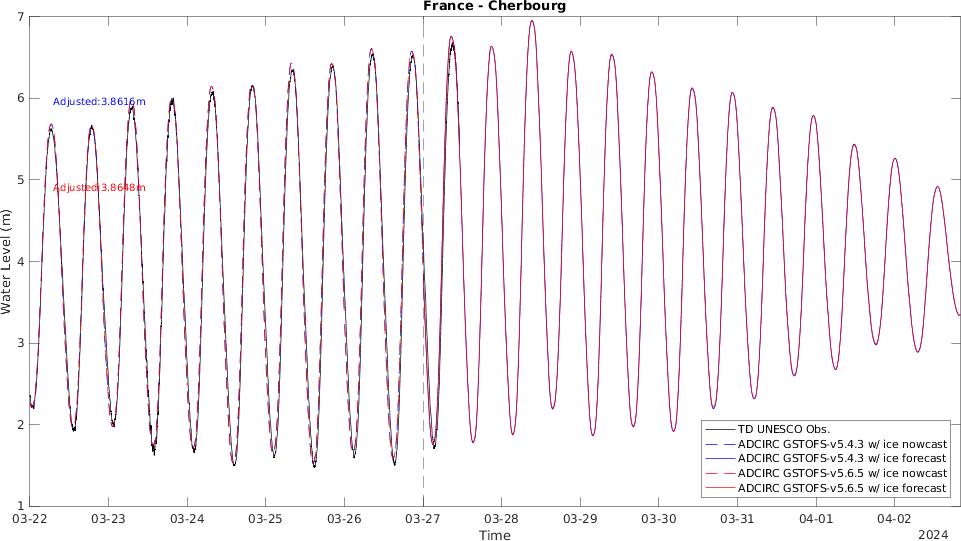 France - Cherbourg
7
6
5
4
3
2
1
Water Level (m)
Adjusted:3.8616m
Adjusted:3.8648m
TD UNESCO Obs.
ADCIRC GSTOFS-v5.4.3 w/ ice nowcast
ADCIRC GSTOFS-v5.4.3 w/ ice forecast
ADCIRC GSTOFS-v5.6.5 w/ ice nowcast
ADCIRC GSTOFS-v5.6.5 w/ ice forecast
03-22 03-23 03-24 03-25 03-26 03-27 03-28 03-29 03-30 03-31 04-01 04-02
Time
2024